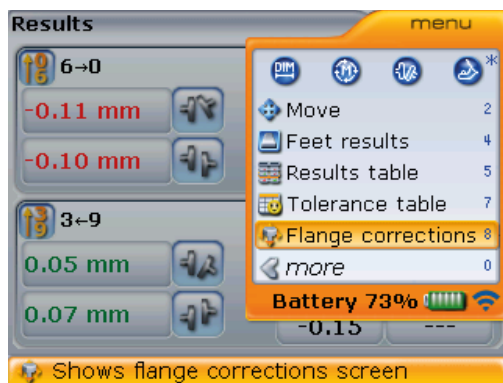 Results
menu
6→0
-0.11 mm
-0.10 mm
3←9
0.05 mm
0.07 mm
DIM
M
*
Move 2
Feet results 4
Results table 5
Tolerance table 7
Flange corrections 8
more 0
Battery 73%
-0.15 ---
Shows flange corrections screen